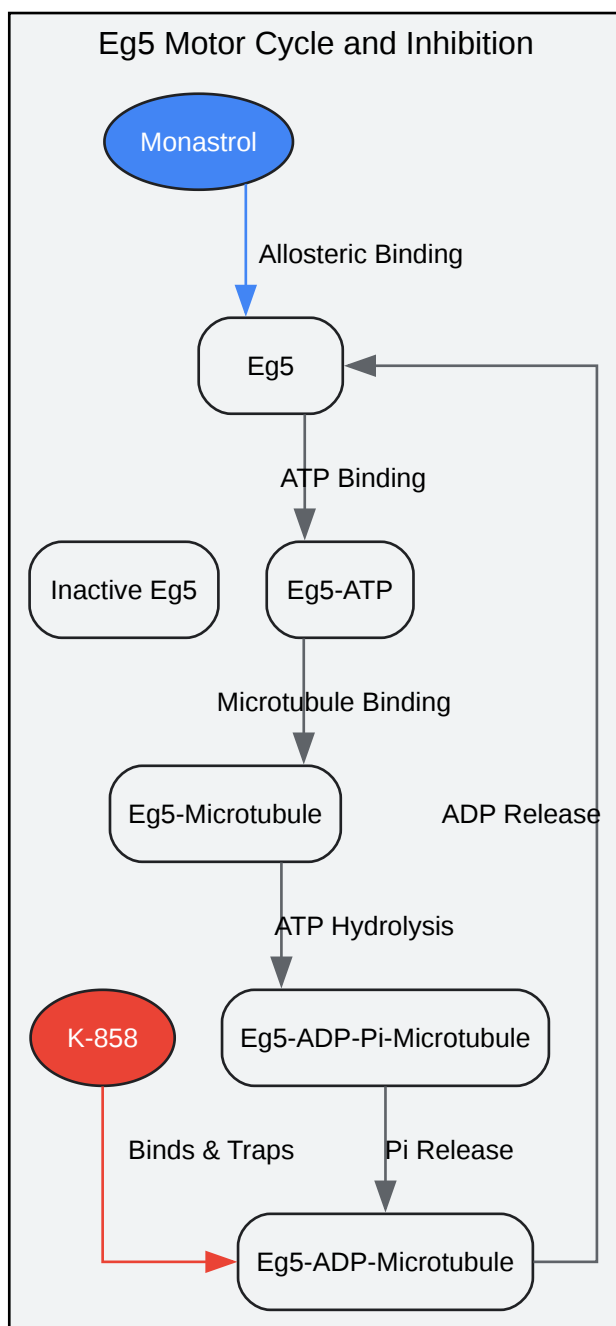 Eg5 Motor Cycle and Inhibition
Monastrol
Allosteric Binding
Eg5
ATP Binding
Inactive Eg5
Eg5-ATP
Microtubule Binding
Eg5-Microtubule
ADP Release
ATP Hydrolysis
K-858
Eg5-ADP-Pi-Microtubule
Binds & Traps
Pi Release
Eg5-ADP-Microtubule